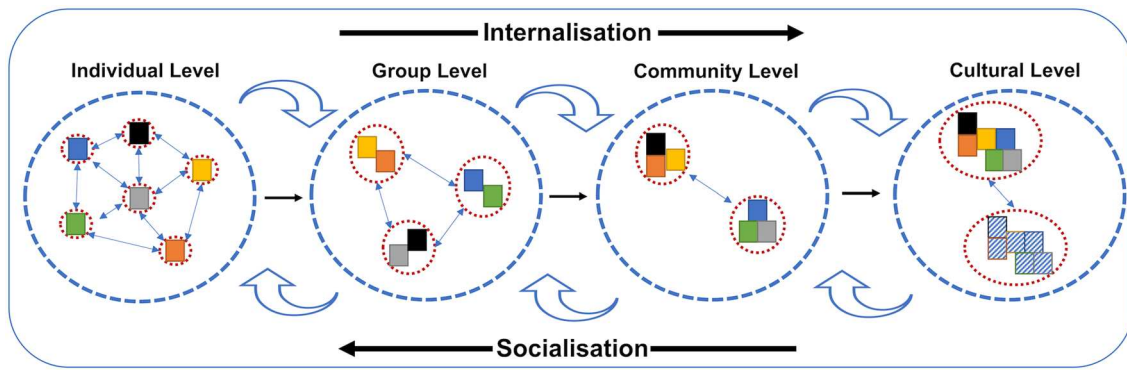 Internalisation
Individual Level
Group Level
Community Level
Cultural Level
Socialisation